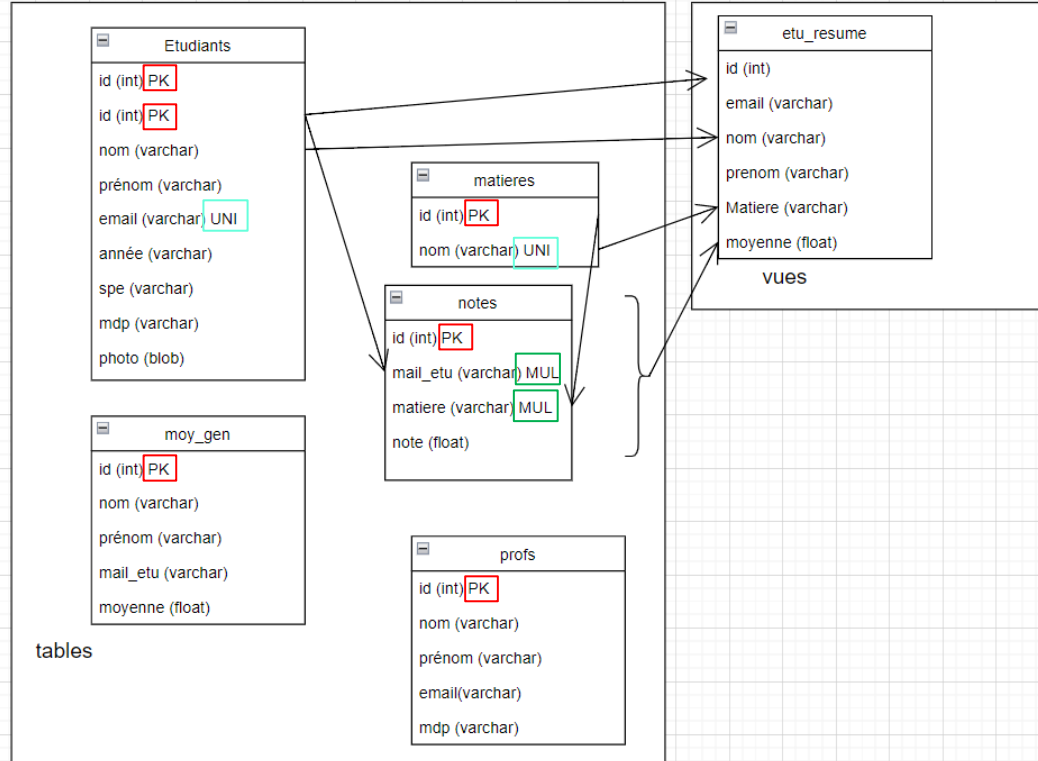 Etudiants
id (int) PK
id (int) PK
nom (varchar)
prénom (varchar)
email (varchar) UNI
année (varchar)
spe (varchar)
mdp (varchar)
photo (blob)
matieres
id (int) PK
nom (varchar) UNI
notes
id (int) PK
mail_etu (varchar) MUL
matiere (varchar) MUL
note (float)
moy_gen
id (int) PK
nom (varchar)
prénom (varchar)
mail_etu (varchar)
moyenne (float)
profs
id (int) PK
nom (varchar)
prénom (varchar)
email(varchar)
mdp (varchar)
tables
etu_resume
id (int)
email (varchar)
nom (varchar)
prenom (varchar)
Matiere (varchar)
moyenne (float)
vues